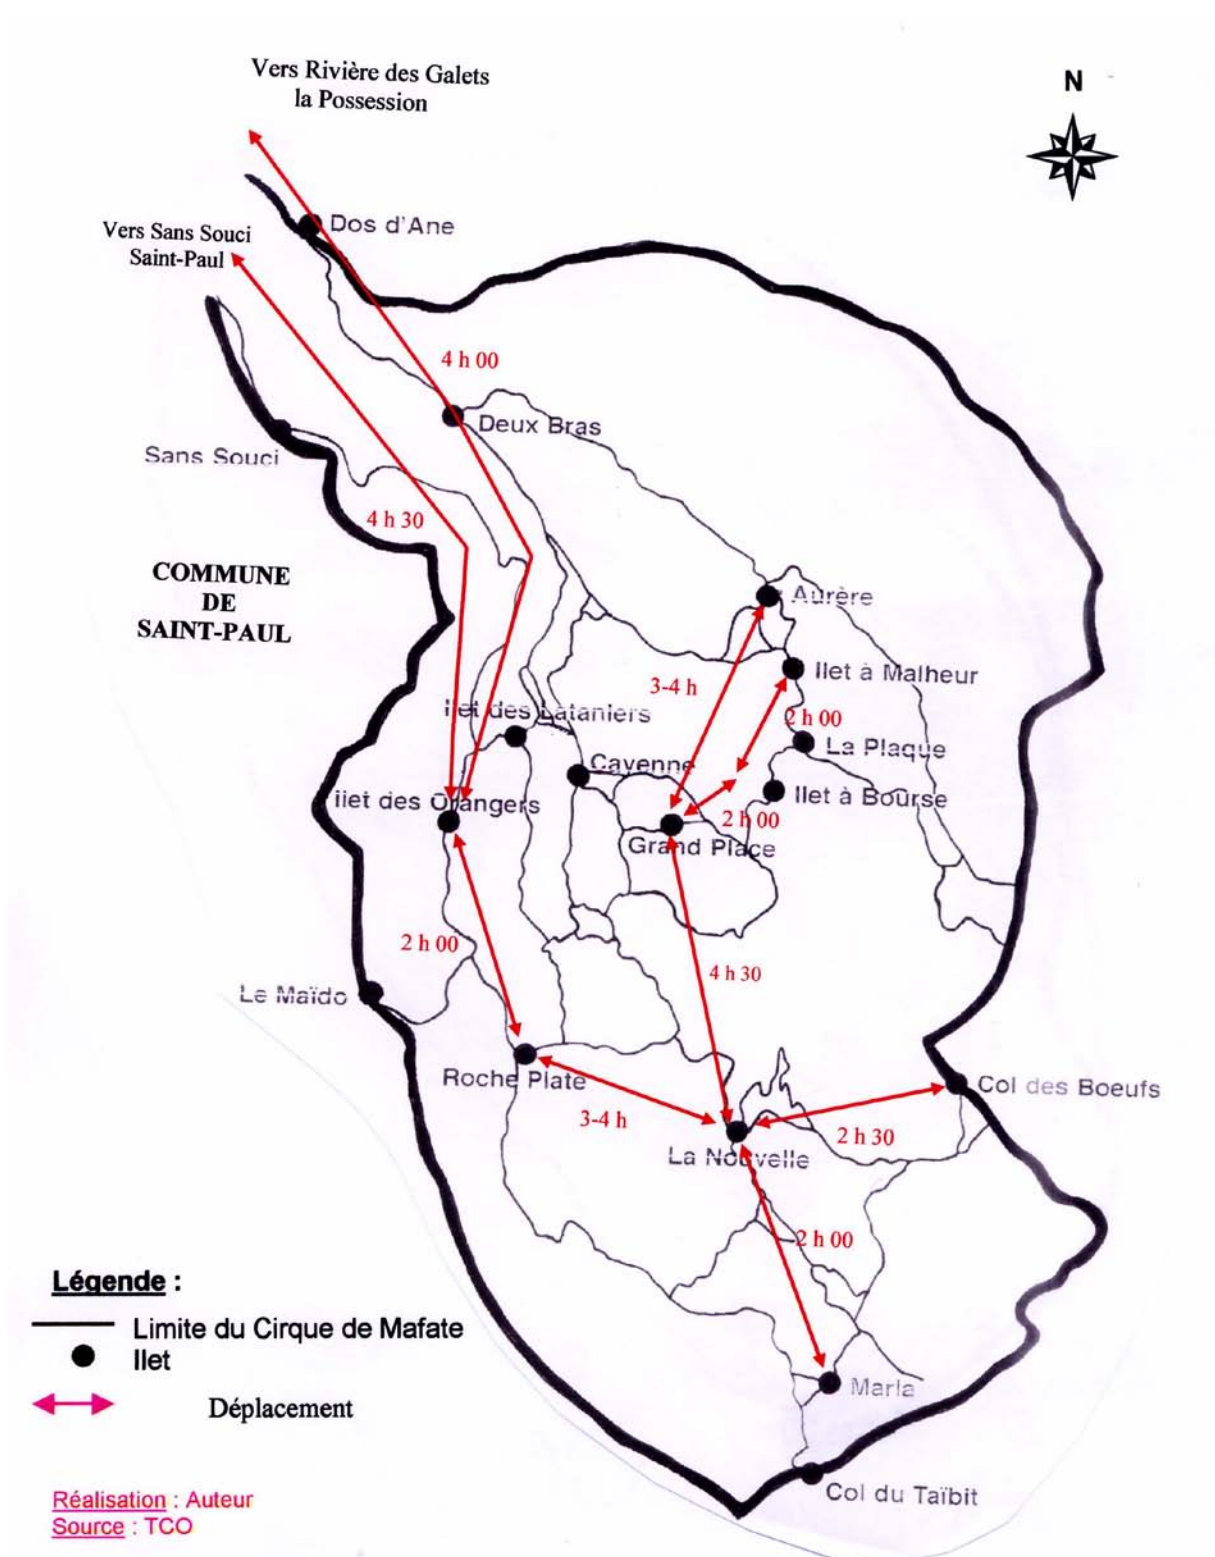 Vers Rivière des Galets
la Possession
N
Dos d'Ane
Vers Sans Souci
Saint-Paul
4 h 00
Deux Bras
Sans Souci
4 h 30
COMMUNE
DE
SAINT-PAUL
Aurère
Ilet à Malheur
3-4 h
Ilet des Lataniers
2 h 00
La Plaque
Cayenne
Ilet à Bourse
Ilet des Orangers
2 h 00
Grand Place
2 h 00
4 h 30
Le Maïdo
Roche Plate
Col des Boeufs
3-4 h
2 h 30
La Nouvelle
2 h 00
Légende :
Limite du Cirque de Mafate
Ilet
Marla
Déplacement
Col du Taïbit
Réalisation : Auteur
Source : TCO